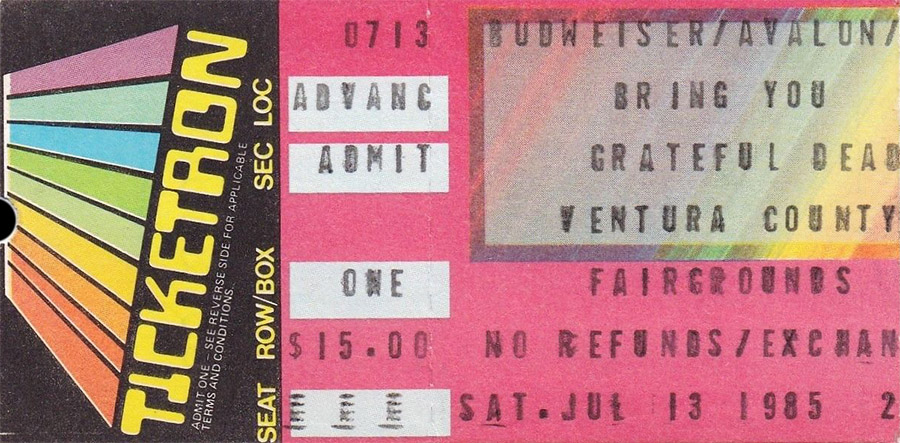 TICKETRON
ADMIT ONE – SEE REVERSE SIDE FOR APPLICABLE
TERMS AND CONDITIONS.
SEAT ROW/BOX SEC LOC
0713
ADVANC
ADMIT
ONE
$15.00
BUDWEISER/AVALON/
BRING YOU
GRATEFUL DEAD
VENTURA COUNTY
FAIRGROUNDS
NO REFUNDS/EXCHAN
SAT. JUL 13 1985 2